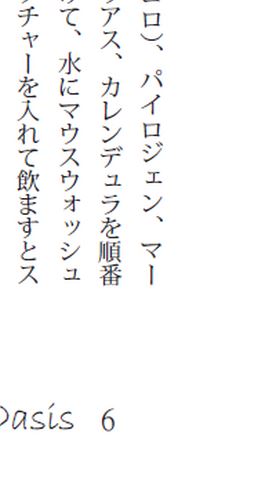 ロ）、パイロジェン、マー
アス、カレンデュラを順番
て、水にマウスウォッシュ
チャーを入れて飲ますとス
Oasis 6